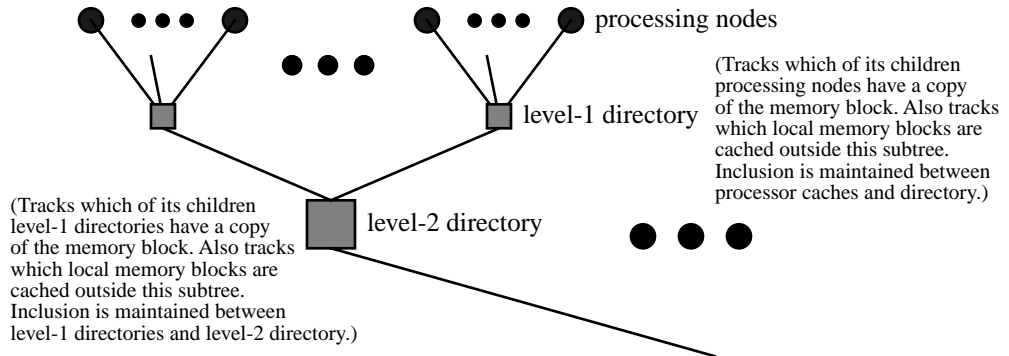 processing nodes
(Tracks which of its children
processing nodes have a copy
of the memory block. Also tracks
which local memory blocks are
cached outside this subtree.
Inclusion is maintained between
processor caches and directory.)
level-1 directory
(Tracks which of its children
level-1 directories have a copy
of the memory block. Also tracks
which local memory blocks are
cached outside this subtree.
Inclusion is maintained between
level-1 directories and level-2 directory.)
level-2 directory